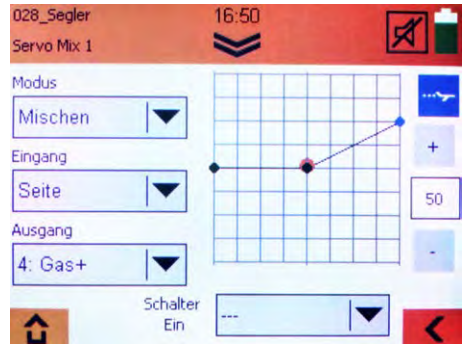 028_Segler
16:50
Servo Mix 1
Modus
Mischen
Eingang
Seite
+
50
Ausgang
4: Gas+
-
Schalter
Ein
---